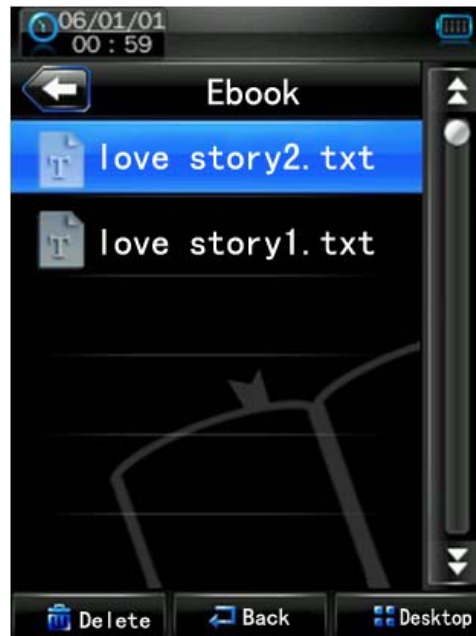 06/01/01
00 : 59
Ebook
love story2. txt
love story1. txt
Delete
Back
Desktop